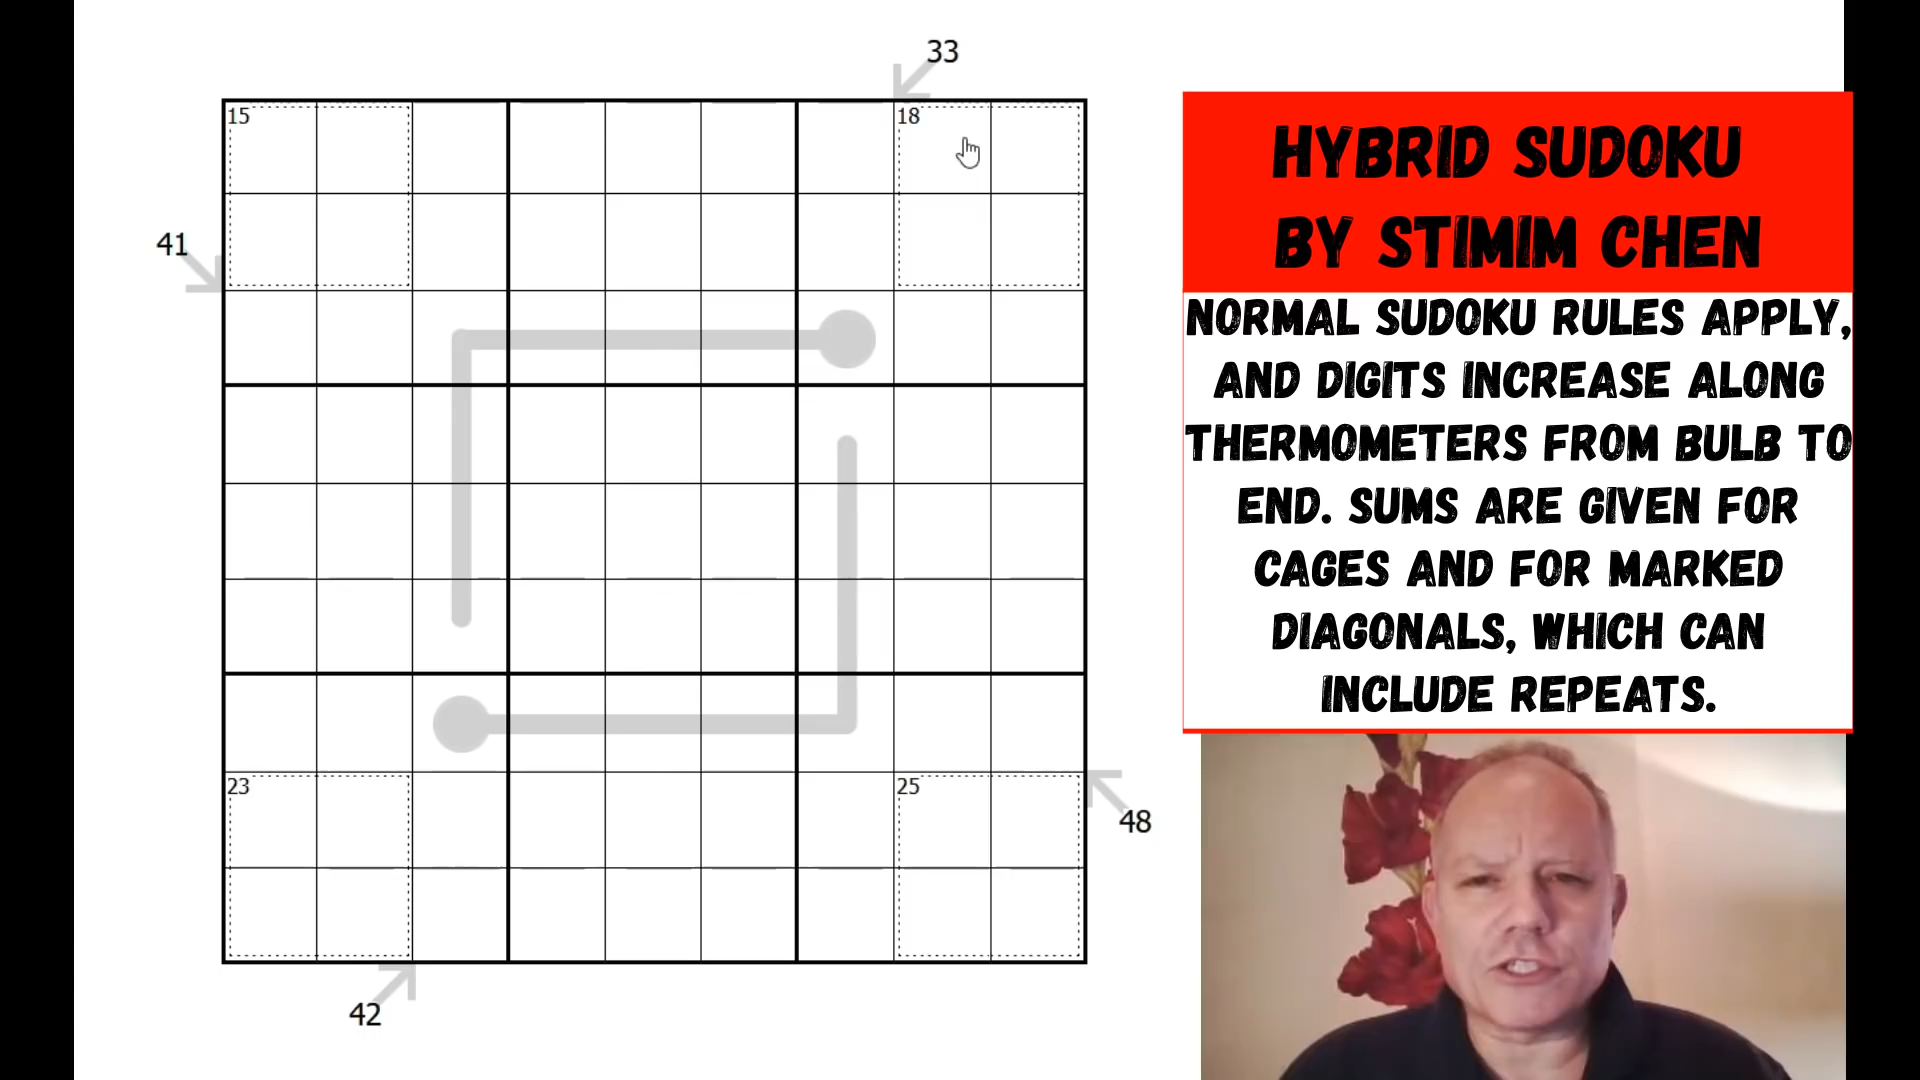 33
15
18
41
23
25
48
42
HYBRID SUDOKU
BY STIMIM CHEN
NORMAL SUDOKU RULES APPLY,
AND DIGITS INCREASE ALONG
THERMOMETERS FROM BULB TO
END. SUMS ARE GIVEN FOR
CAGES AND FOR MARKED
DIAGONALS, WHICH CAN
INCLUDE REPEATS.